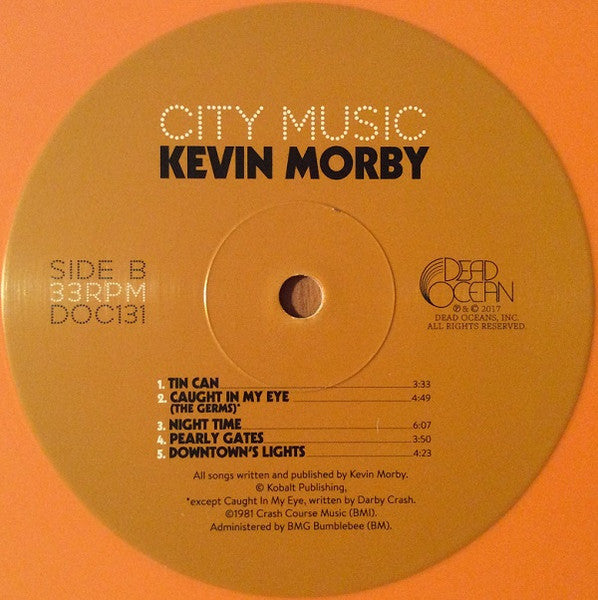 CITY MUSIC
KEVIN MORBY
SIDE B
33RPM
DOC131
DEAD
OCEAN
℗ & © 2017
DEAD OCEANS, INC.
ALL RIGHTS RESERVED.
1. TIN CAN 3:33
2. CAUGHT IN MY EYE 4:49
(THE GERMS)*
3. NIGHT TIME 6:07
4. PEARLY GATES 3:50
5. DOWNTOWN'S LIGHTS 4:23
All songs written and published by Kevin Morby.
© Kobalt Publishing,
*except Caught In My Eye, written by Darby Crash.
©1981 Crash Course Music (BMI).
Administered by BMG Bumblebee (BM).